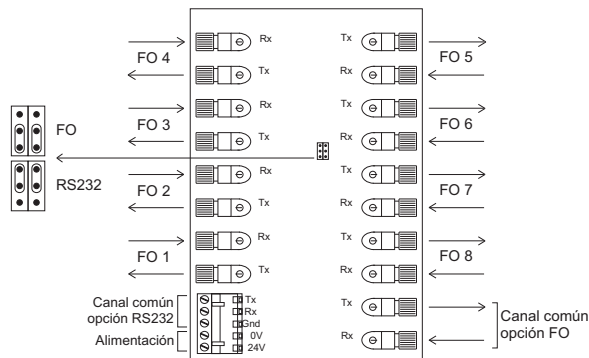 Rx Tx
FO 4 FO 5
Tx Rx
Rx Tx
FO FO 3 FO 6
Tx Rx
Rx Tx
RS232 FO 2 FO 7
Tx Rx
Rx Tx
FO 1 FO 8
Tx Rx
Canal común
opción RS232
Alimentación
Tx
Rx
Gnd
0V
24V
Tx
Rx
Canal común
opción FO